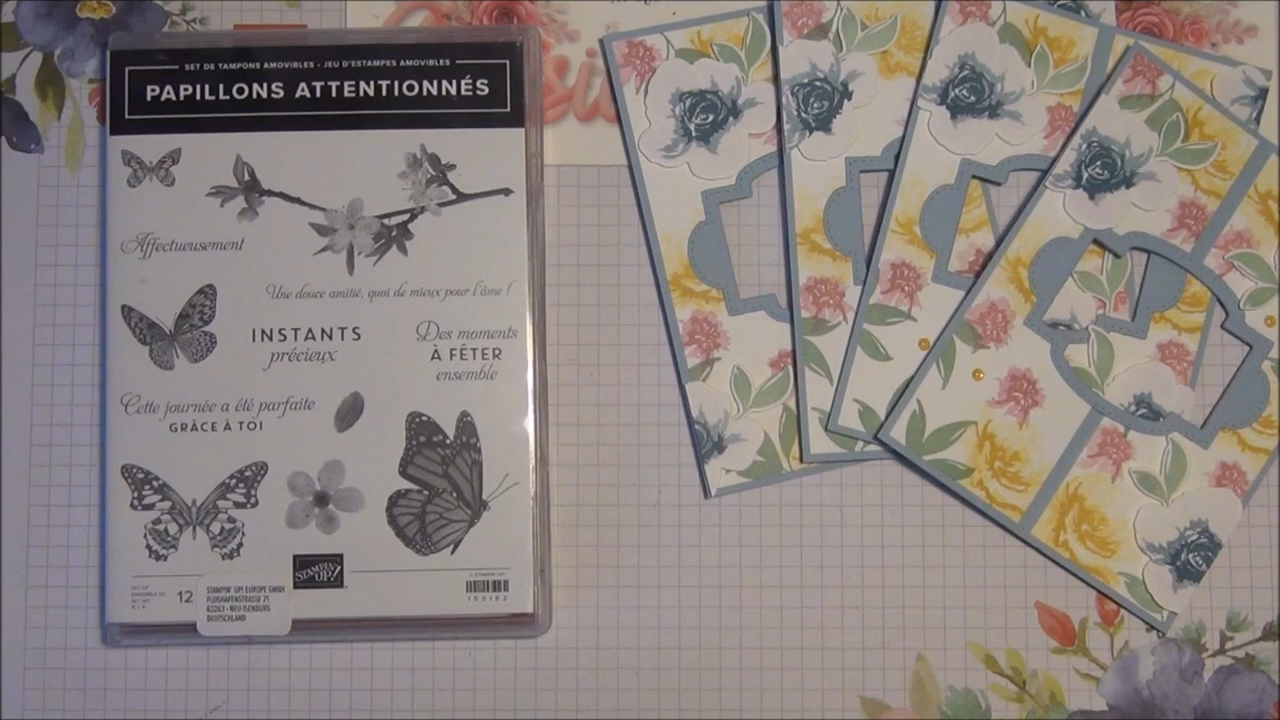 SET DE TAMPONS AMOVIBLES • JEU D'ESTAMPES AMOVIBLES
PAPILLONS ATTENTIONNÉS
Affectueusement
Une douce amitié, quoi de mieux pour l'âme !
INSTANTS
précieux
Des moments
À FÊTER
ensemble
Cette journée a été parfaite
GRÂCE À TOI
STAMPIN' UP!
12
STAMPIN' UP! EUROPE GMBH
FLUGHAFENSTRASSE 21
63263 - NEU-ISENBURG
DEUTSCHLAND